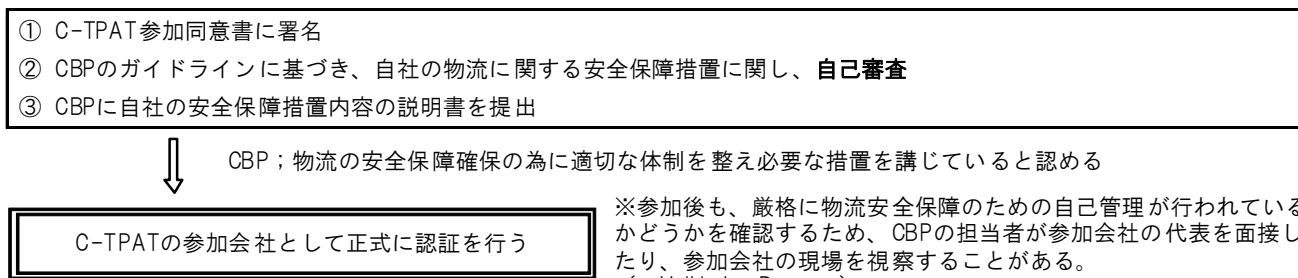 ① C-TPAT参加同意書に署名
② CBPのガイドラインに基づき、自社の物流に関する安全保障措置に関し、自己審査
③ CBPに自社の安全保障措置内容の説明書を提出
CBP；物流の安全保障確保の為に適切な体制を整え必要な措置を講じていると認める
C-TPATの参加会社として正式に認証を行う
※参加後も、厳格に物流安全保障のための自己管理が行われている
かどうかを確認するため、CBPの担当者が参加会社の代表を面接し
たり、参加会社の現場を視察することがある。